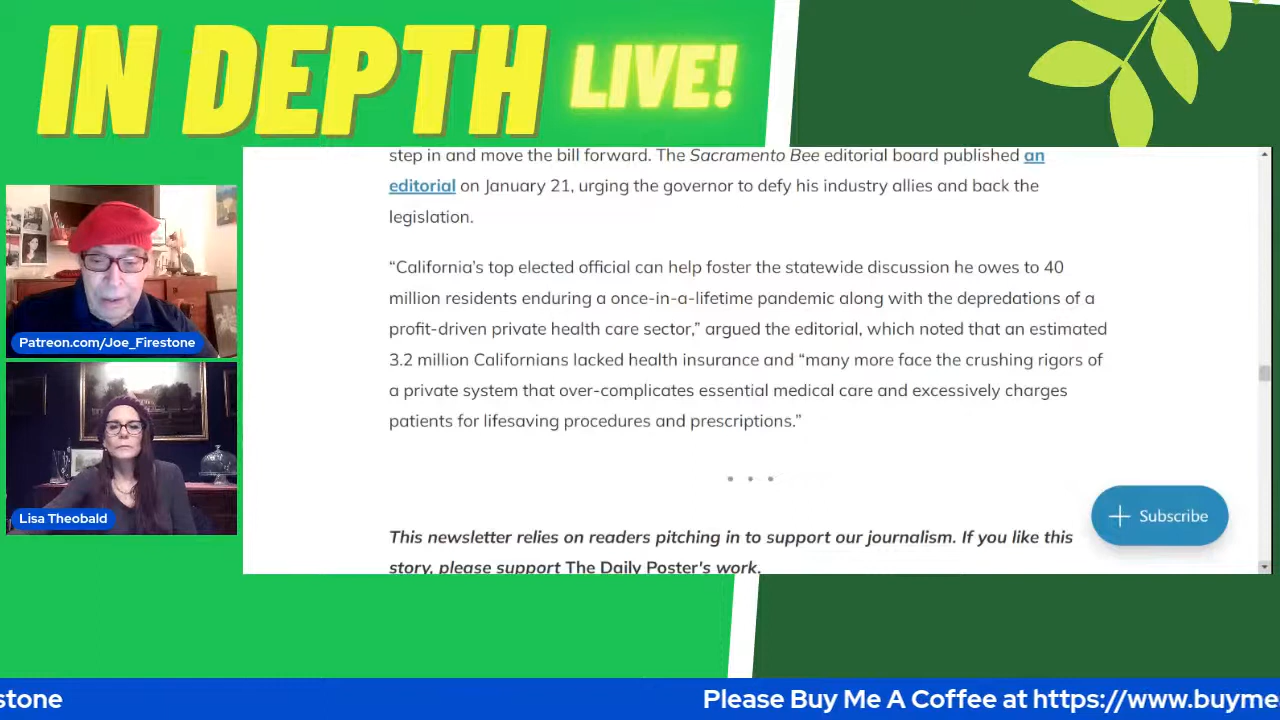 IN DEPTH LIVE!
step in and move the bill forward. The Sacramento Bee editorial board published an
editorial on January 21, urging the governor to defy his industry allies and back the
legislation.
“California’s top elected official can help foster the statewide discussion he owes to 40
million residents enduring a once-in-a-lifetime pandemic along with the depredations of a
profit-driven private health care sector,” argued the editorial, which noted that an estimated
3.2 million Californians lacked health insurance and “many more face the crushing rigors of
a private system that over-complicates essential medical care and excessively charges
patients for lifesaving procedures and prescriptions.”
• • •
This newsletter relies on readers pitching in to support our journalism. If you like this
story, please support The Daily Poster's work.
+ Subscribe
Patreon.com/Joe_Firestone
Lisa Theobald
stone
Please Buy Me A Coffee at https://www.buyme